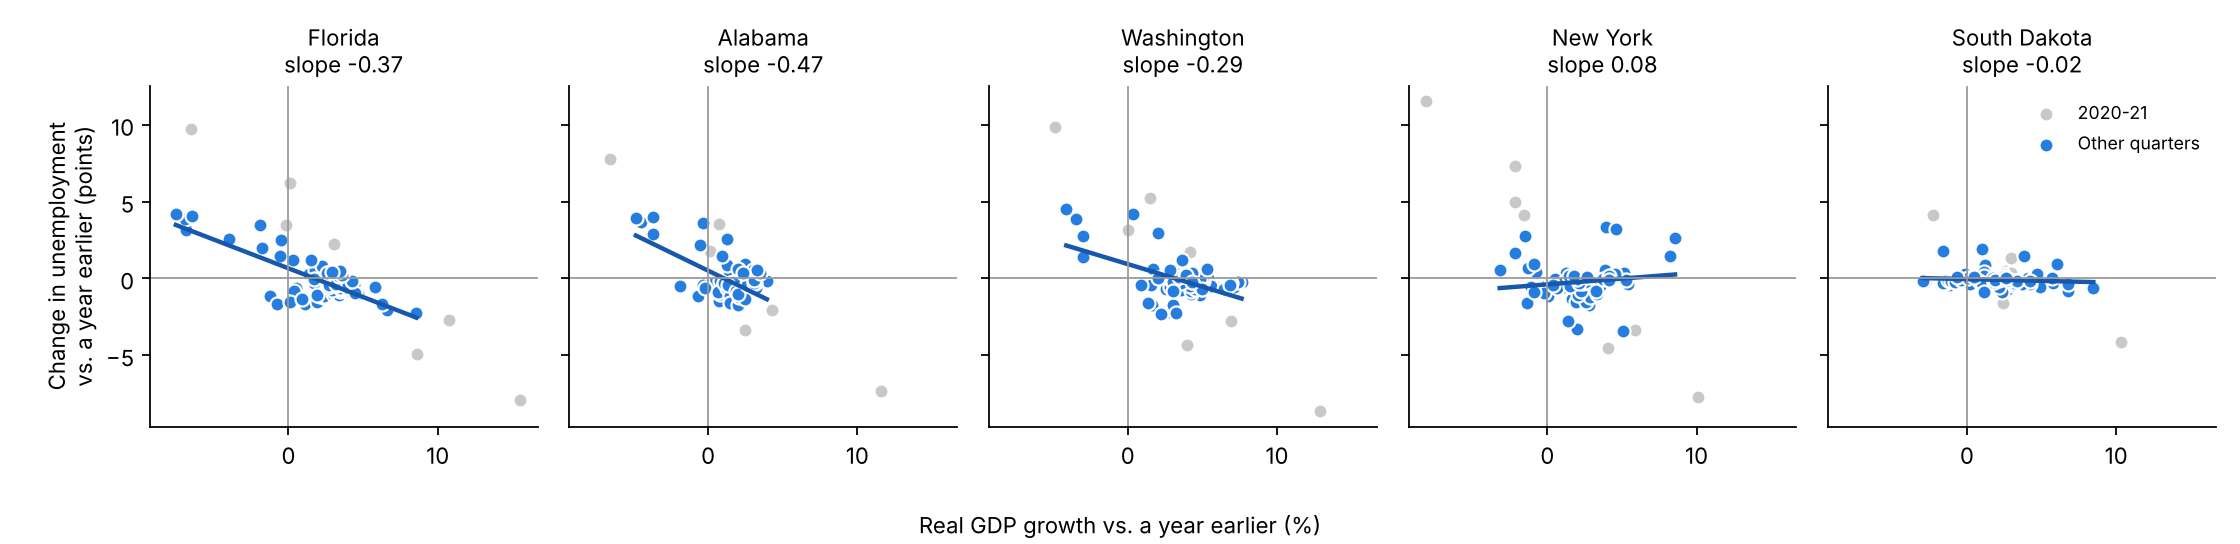 Florida
slope -0.37
Alabama
slope -0.47
Washington
slope -0.29
New York
slope 0.08
South Dakota
slope -0.02
Change in unemployment
vs. a year earlier (points)
10
5
0
−5
2020-21
Other quarters
0 10
0 10
0 10
0 10
0 10
Real GDP growth vs. a year earlier (%)